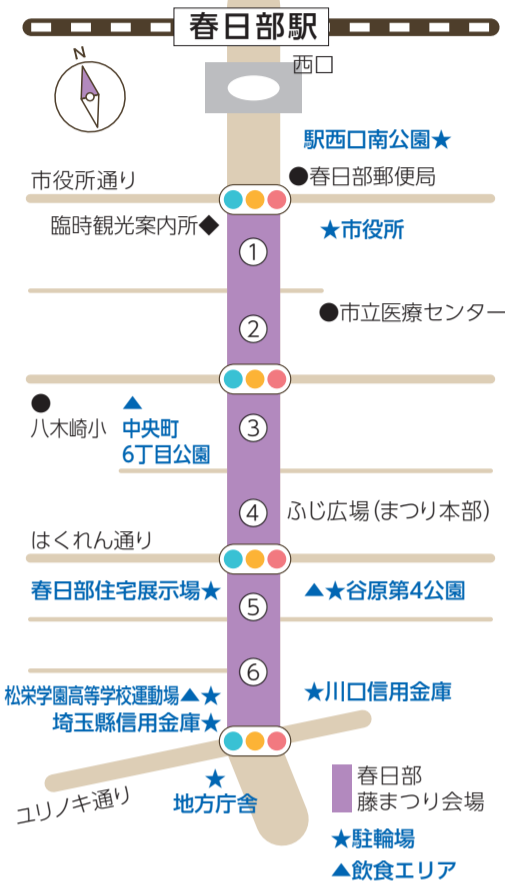 春日部駅
N
西口
駅西口南公園★
●春日部郵便局
市役所通り
臨時観光案内所◆
★市役所
①
●市立医療センター
②
●
八木崎小
▲
中央町
6丁目公園
③
④
ふじ広場(まつり本部)
はくれん通り
春日部住宅展示場★
▲★谷原第4公園
⑤
⑥
松栄学園高等学校運動場▲★
★川口信用金庫
埼玉縣信用金庫★
★
地方庁舎
ユリノキ通り
春日部
藤まつり会場
★駐輪場
▲飲食エリア